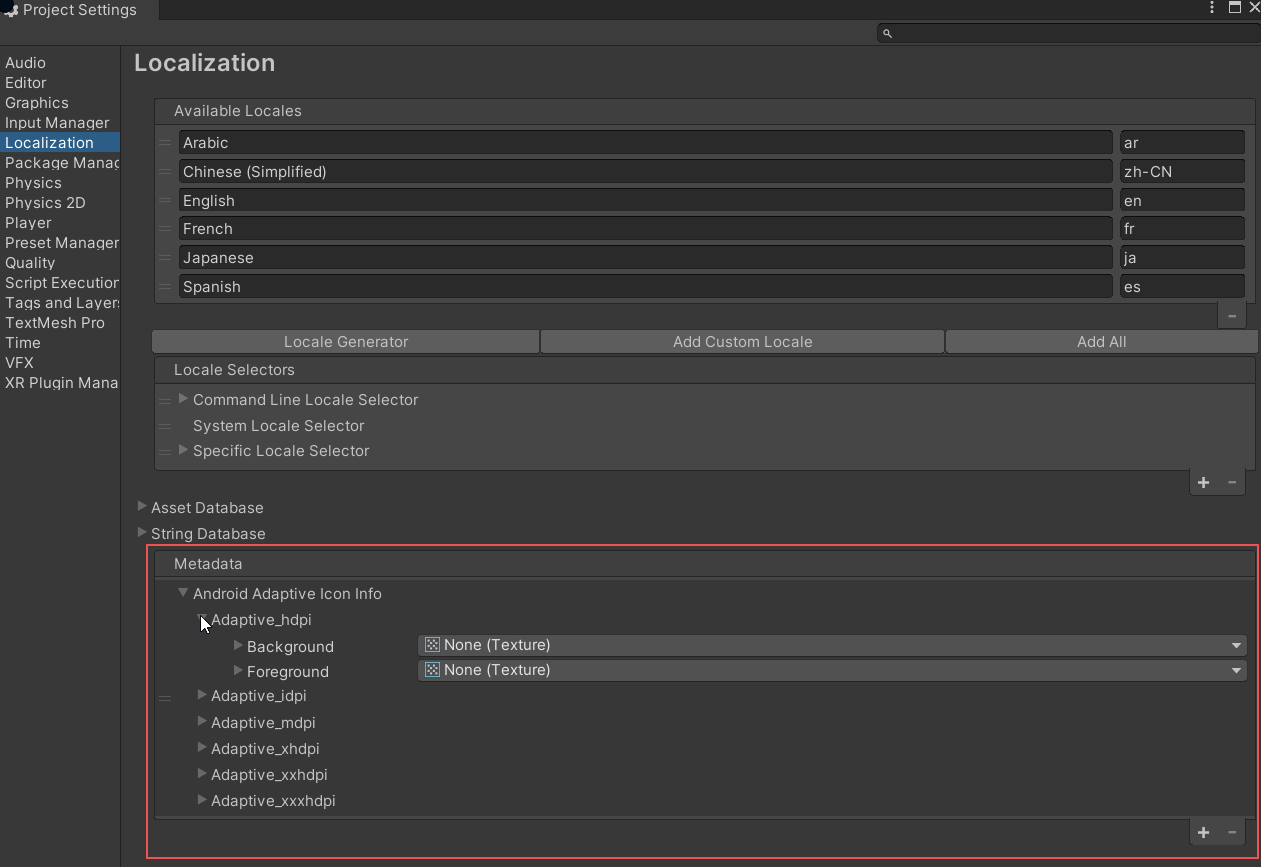 Project Settings
Audio
Editor
Graphics
Input Manager
Localization
Package Manag
Physics
Physics 2D
Player
Preset Manager
Quality
Script Execution
Tags and Layers
TextMesh Pro
Time
VFX
XR Plugin Mana
Localization
Available Locales
Arabic ar
Chinese (Simplified) zh-CN
English en
French fr
Japanese ja
Spanish es
Locale Generator Add Custom Locale Add All
Locale Selectors
Command Line Locale Selector
System Locale Selector
Specific Locale Selector
Asset Database
String Database
Metadata
Android Adaptive Icon Info
Adaptive_hdpi
Background None (Texture)
Foreground None (Texture)
Adaptive_idpi
Adaptive_mdpi
Adaptive_xhdpi
Adaptive_xxhdpi
Adaptive_xxxhdpi